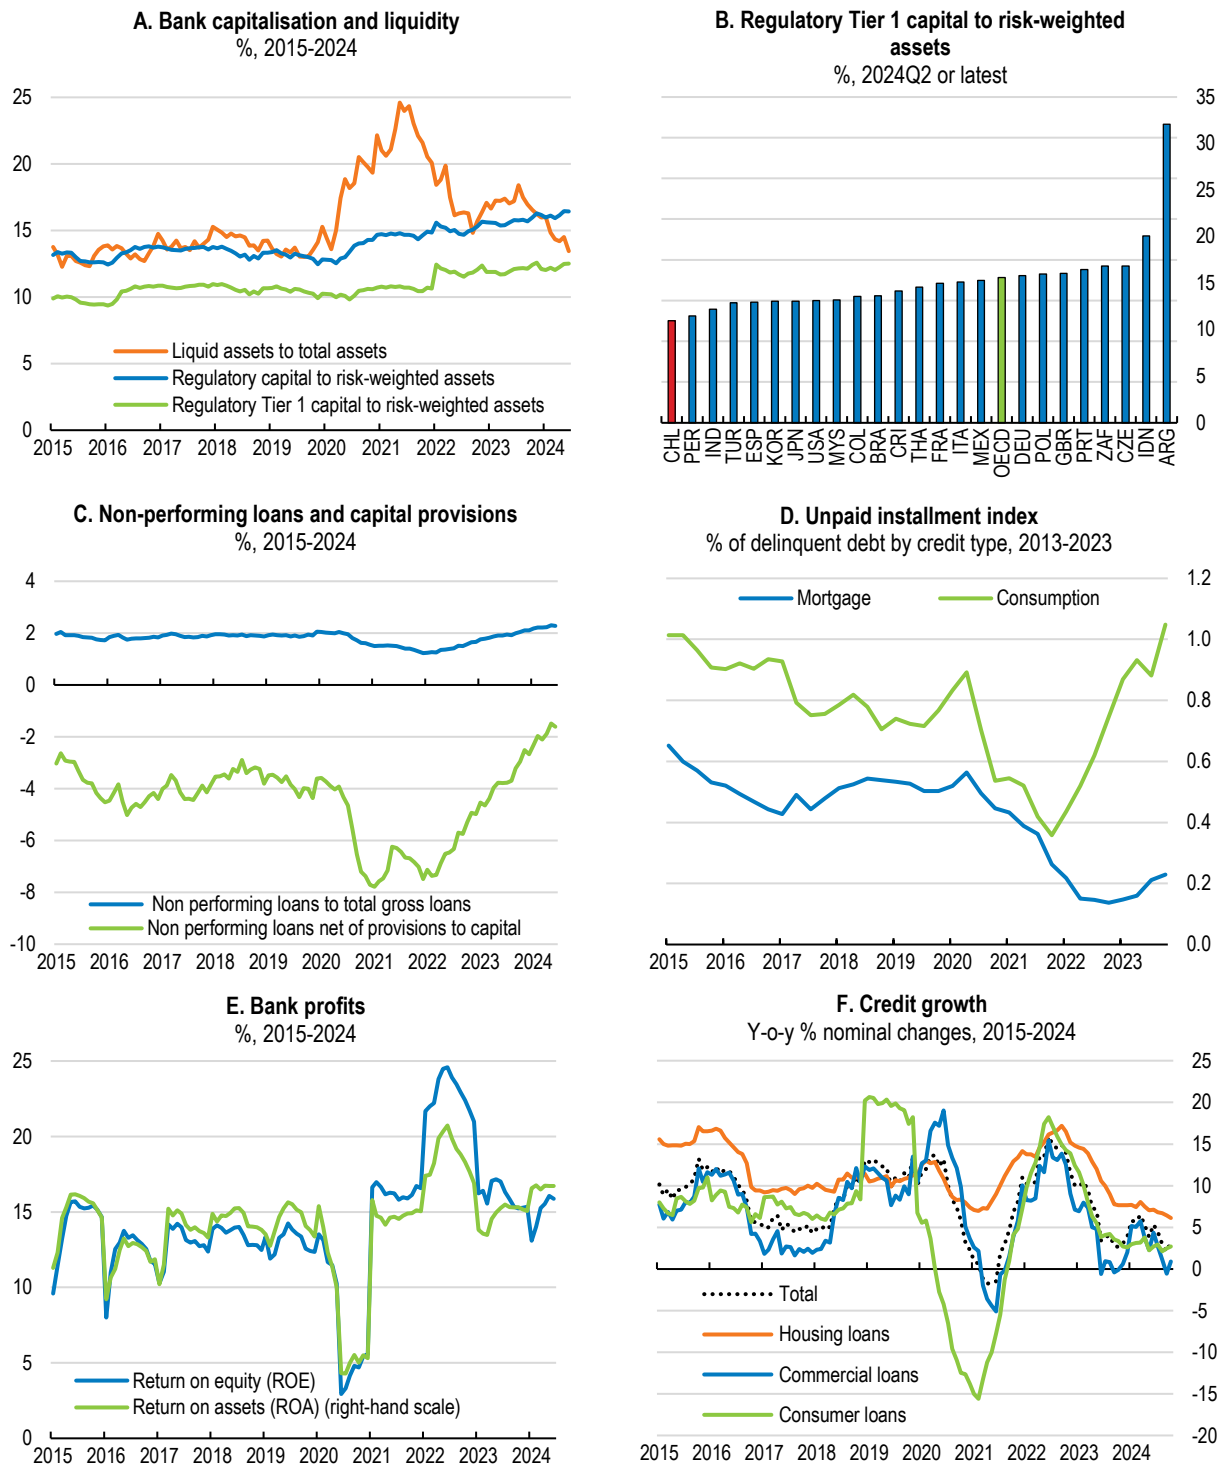 A. Bank capitalisation and liquidity
%, 2015-2024
25
20
15
10
5
0
Liquid assets to total assets
Regulatory capital to risk-weighted assets
Regulatory Tier 1 capital to risk-weighted assets
2015 2016 2017 2018 2019 2020 2021 2022 2023 2024
B. Regulatory Tier 1 capital to risk-weighted
assets
%, 2024Q2 or latest
35
30
25
20
15
10
5
0
CHL PER IND TUR ESP KOR JPN USA MYS COL BRA CRI THA FRA ITA MEX OECD DEU POL GBR PRT ZAF CZE IDN ARG
C. Non-performing loans and capital provisions
%, 2015-2024
4
2
0
-2
-4
-6
-8
-10
Non performing loans to total gross loans
Non performing loans net of provisions to capital
2015 2016 2017 2018 2019 2020 2021 2022 2023 2024
D. Unpaid installment index
% of delinquent debt by credit type, 2013-2023
Mortgage Consumption
1.2
1.0
0.8
0.6
0.4
0.2
0.0
2015 2016 2017 2018 2019 2020 2021 2022 2023
E. Bank profits
%, 2015-2024
25
20
15
10
5
0
Return on equity (ROE)
Return on assets (ROA) (right-hand scale)
2015 2016 2017 2018 2019 2020 2021 2022 2023 2024
F. Credit growth
Y-o-y % nominal changes, 2015-2024
25
20
15
10
5
0
-5
-10
-15
-20
Total
Housing loans
Commercial loans
Consumer loans
2015 2016 2017 2018 2019 2020 2021 2022 2023 2024